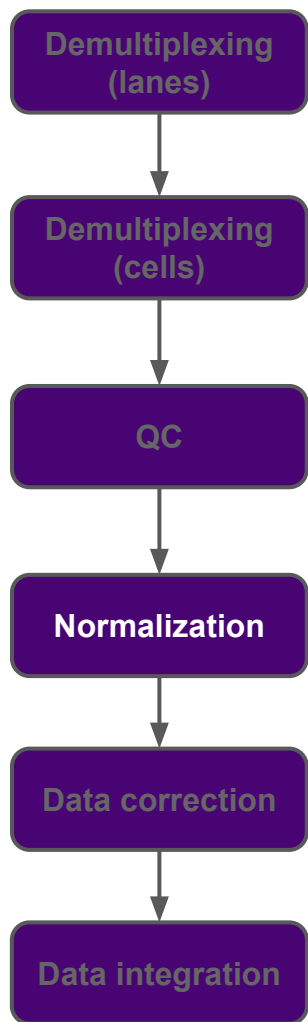 Demultiplexing
(lanes)
Demultiplexing
(cells)
QC
Normalization
Data correction
Data integration